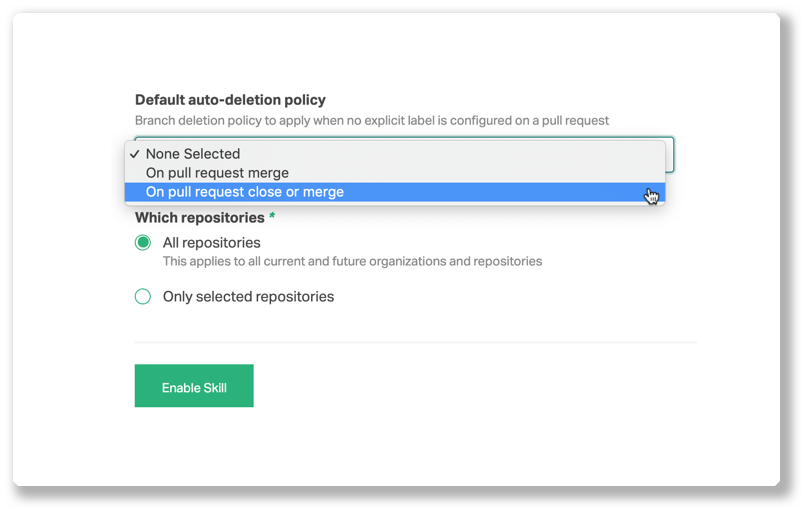 Default auto-deletion policy
Branch deletion policy to apply when no explicit label is configured on a pull request
✓ None Selected
On pull request merge
On pull request close or merge
Which repositories *
All repositories
This applies to all current and future organizations and repositories
Only selected repositories
Enable Skill